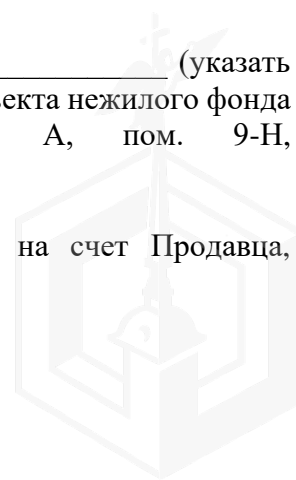 ____________ (указать
екта нежилого фонда
А, пом. 9-Н,
на счет Продавца,